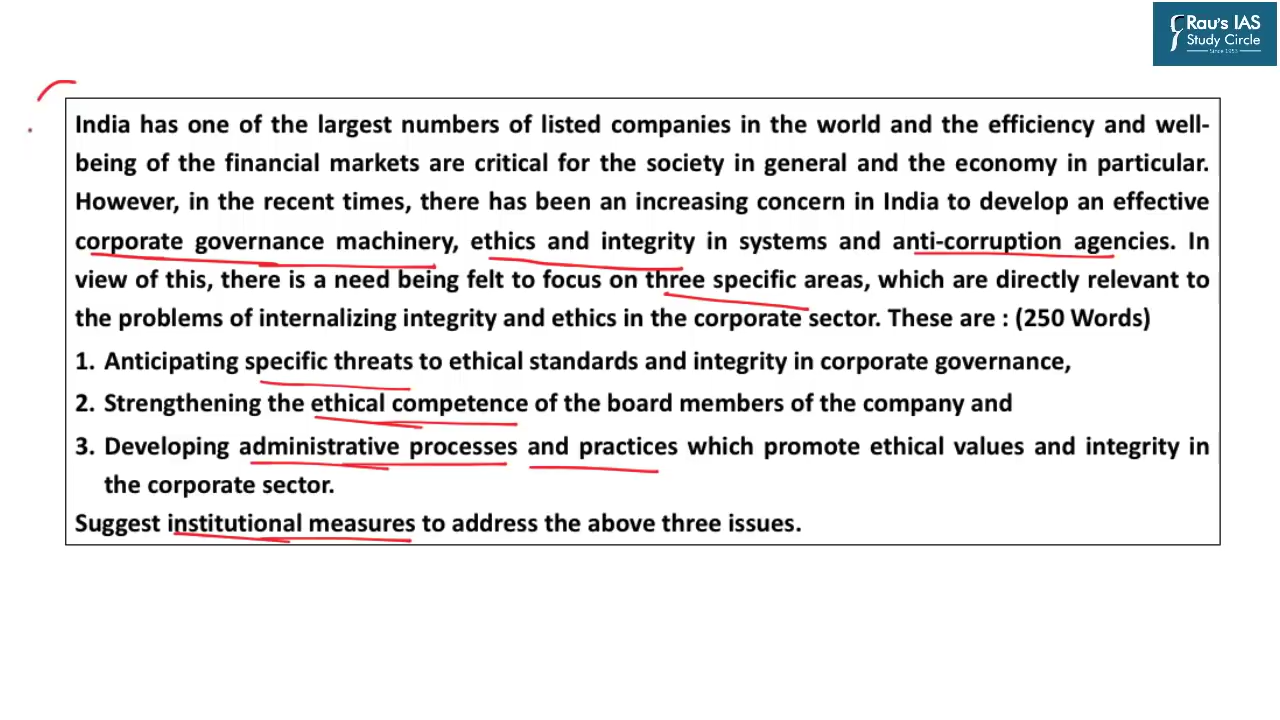 Rau's IAS
Study Circle
Since 1953
India has one of the largest numbers of listed companies in the world and the efficiency and well-
being of the financial markets are critical for the society in general and the economy in particular.
However, in the recent times, there has been an increasing concern in India to develop an effective
corporate governance machinery, ethics and integrity in systems and anti-corruption agencies. In
view of this, there is a need being felt to focus on three specific areas, which are directly relevant to
the problems of internalizing integrity and ethics in the corporate sector. These are : (250 Words)
1. Anticipating specific threats to ethical standards and integrity in corporate governance,
2. Strengthening the ethical competence of the board members of the company and
3. Developing administrative processes and practices which promote ethical values and integrity in
the corporate sector.
Suggest institutional measures to address the above three issues.